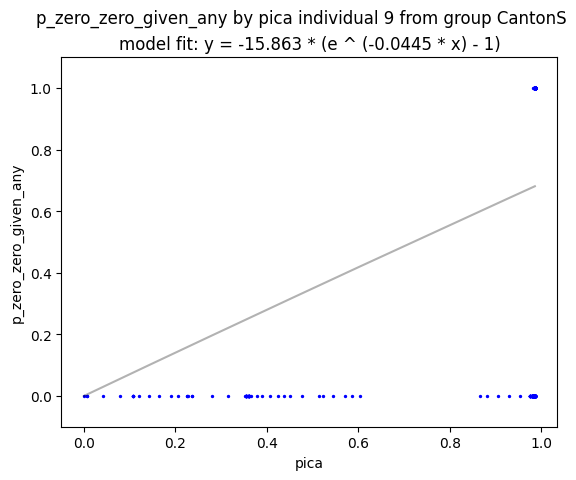 p_zero_zero_given_any by pica individual 9 from group CantonS
model fit: y = -15.863 * (e ^ (-0.0445 * x) - 1)
1.0
0.8
0.6
0.4
0.2
0.0
p_zero_zero_given_any
0.0 0.2 0.4 0.6 0.8 1.0
pica